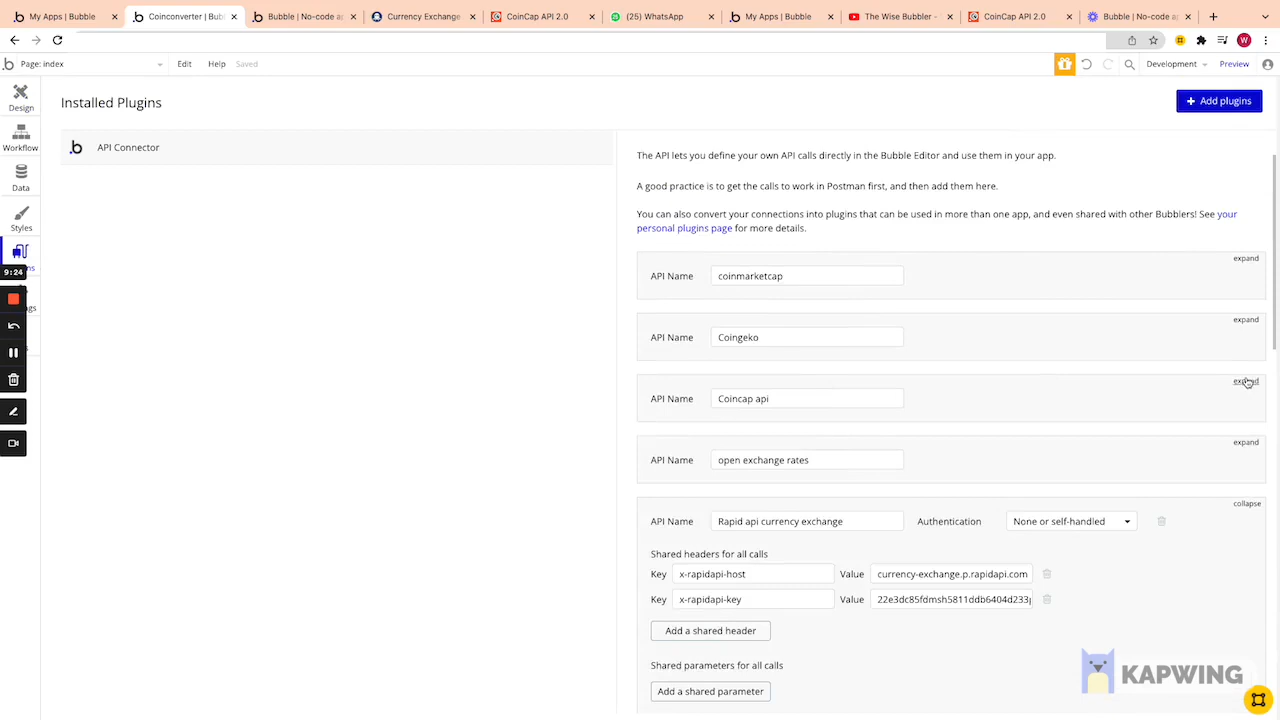 My Apps | Bubble
Coinconverter | Bub
Bubble | No-code ap
Currency Exchange
CoinCap API 2.0
(25) WhatsApp
My Apps | Bubble
The Wise Bubbler -
CoinCap API 2.0
Bubble | No-code ap
W
Page: index
Edit
Help
Saved
Development
Preview
Design
Workflow
Data
Styles
ns
9:24
gs
Installed Plugins
Add plugins
b
API Connector
The API lets you define your own API calls directly in the Bubble Editor and use them in your app.
A good practice is to get the calls to work in Postman first, and then add them here.
You can also convert your connections into plugins that can be used in more than one app, and even shared with other Bubblers! See your
personal plugins page for more details.
expand
API Name coinmarketcap
expand
API Name Coingeko
expand
API Name Coincap api
expand
API Name open exchange rates
collapse
API Name Rapid api currency exchange Authentication None or self-handled
Shared headers for all calls
Key x-rapidapi-host Value currency-exchange.p.rapidapi.com
Key x-rapidapi-key Value 22e3dc85fdmsh5811ddb6404d233
Add a shared header
Shared parameters for all calls
Add a shared parameter
KAPWING